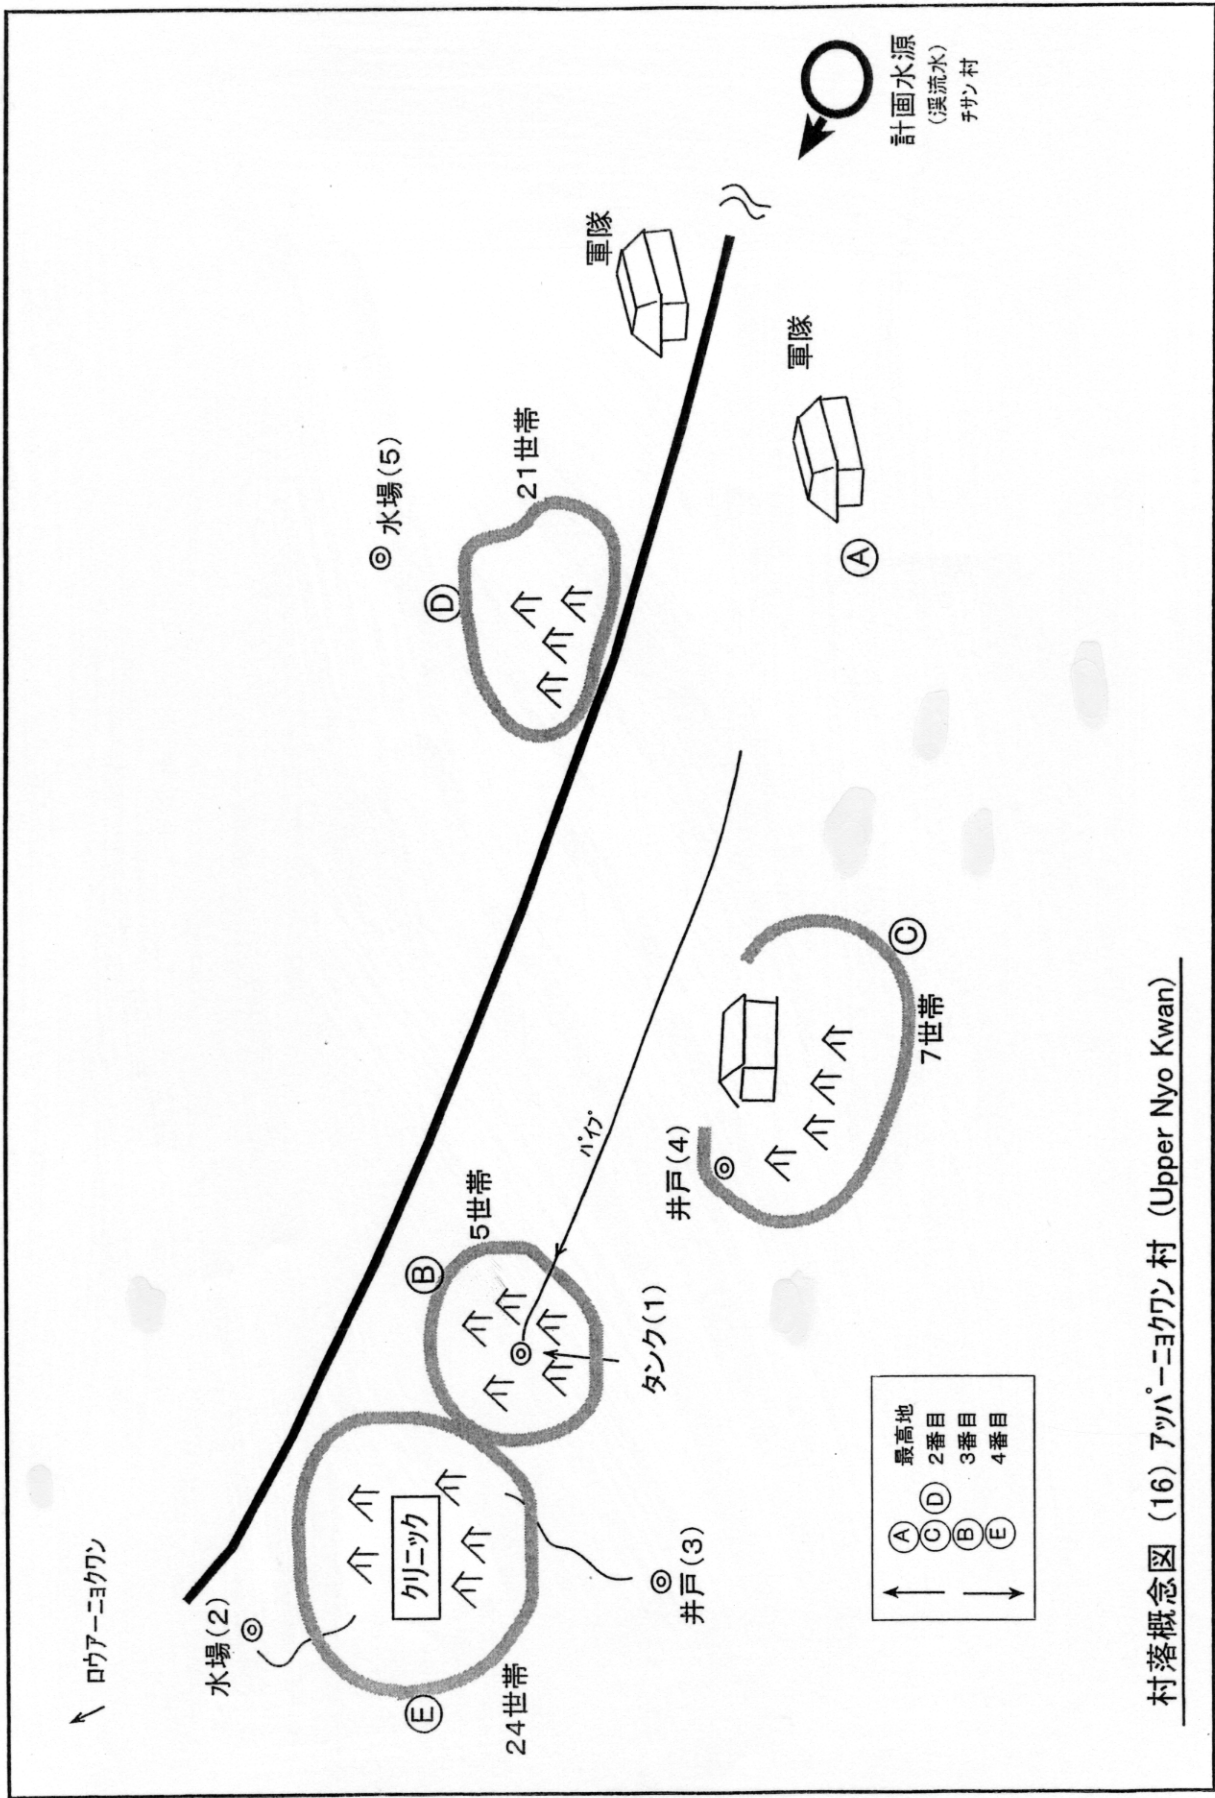 ロウアーニョクワン
水場(2)
クリニック
24世帯
E
井戸(3)
B
5世帯
タンク(1)
パイプ
井戸(4)
7世帯
C
D
水場(5)
21世帯
軍隊
軍隊
A
計画水源
(渓流水)
チサン村
A 最高地
C D 2番目
B 3番目
E 4番目
村落概念図 (16) アッパーニョクワン村 (Upper Nyo Kwan)